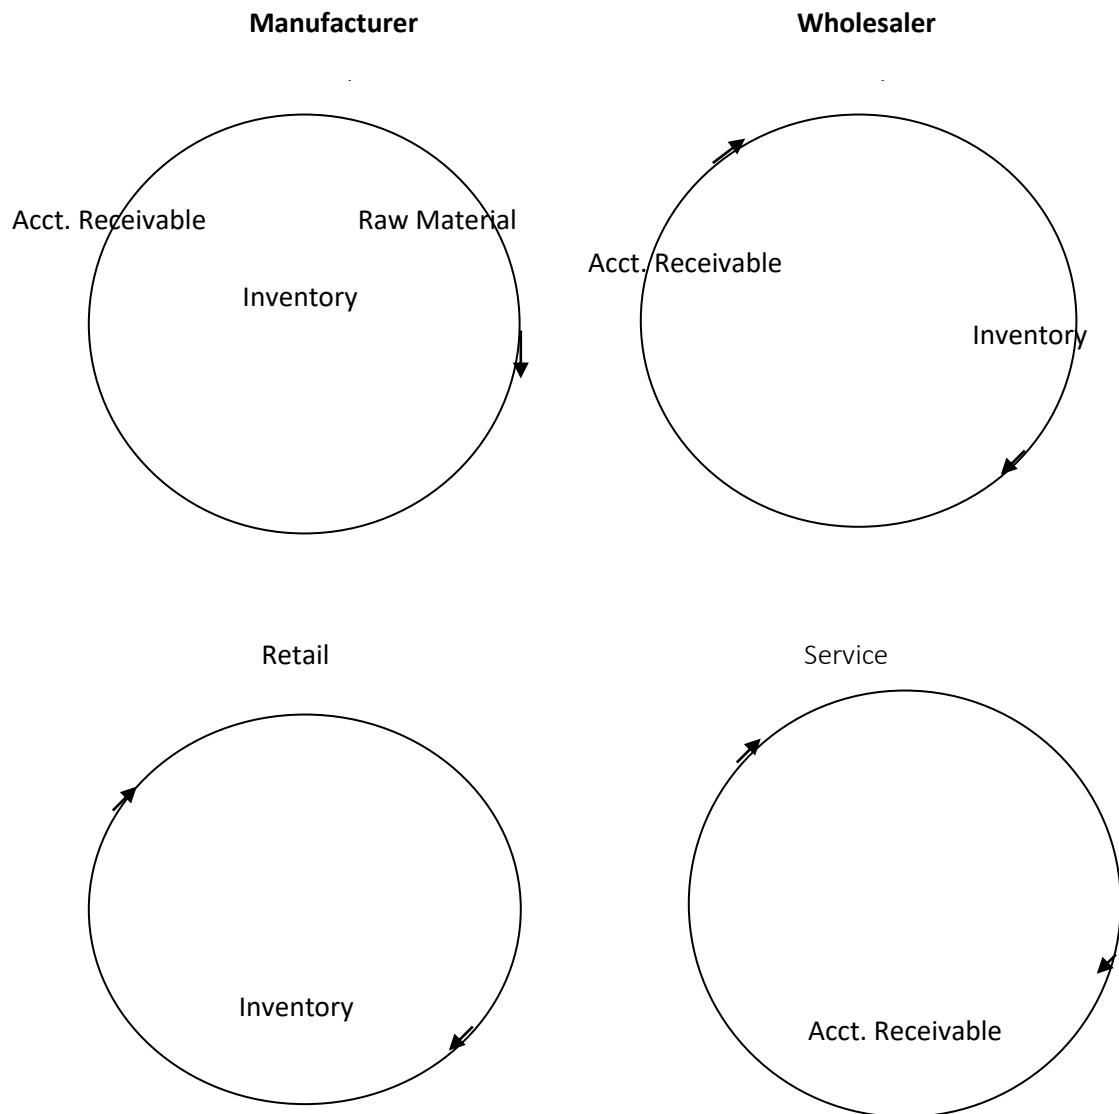 Manufacturer
Wholesaler
Acct. Receivable
Raw Material
Inventory
Acct. Receivable
Inventory
Retail
Service
Inventory
Acct. Receivable